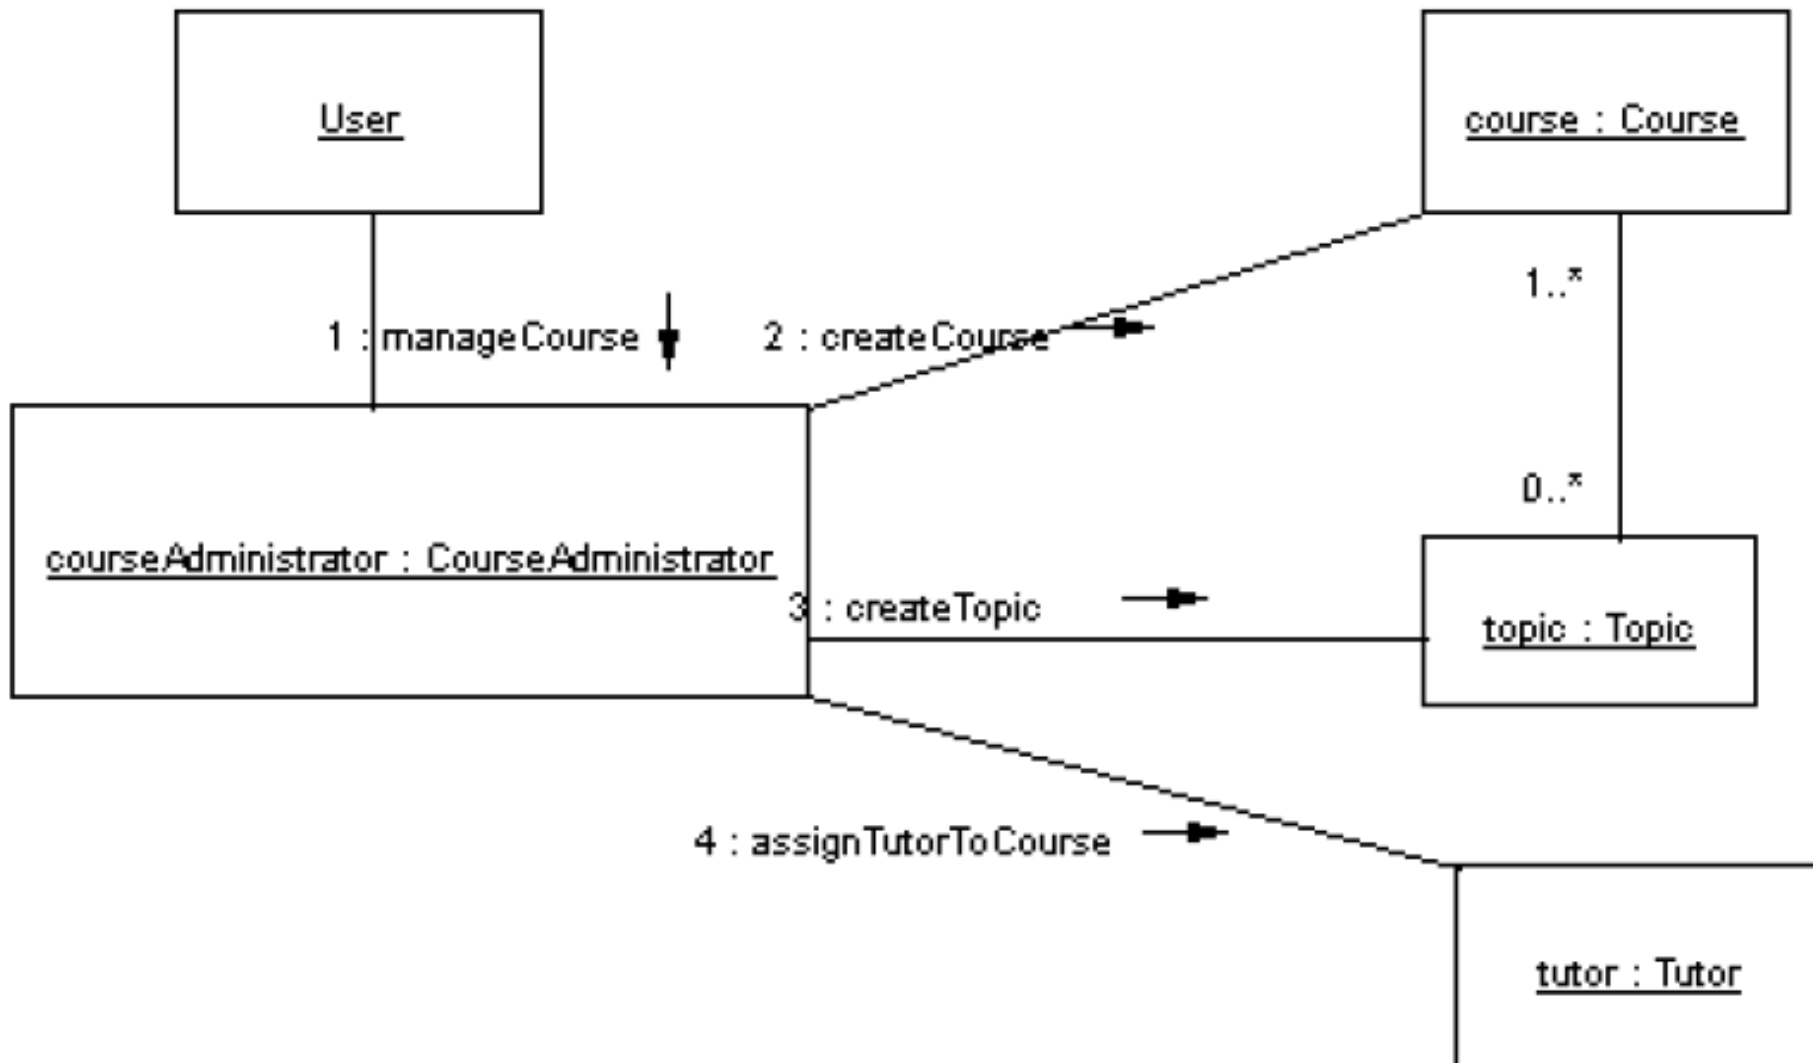 User
course : Course
1..*
1 : manageCourse
2 : createCourse
0..*
courseAdministrator : CourseAdministrator
3 : createTopic
topic : Topic
4 : assignTutorToCourse
tutor : Tutor